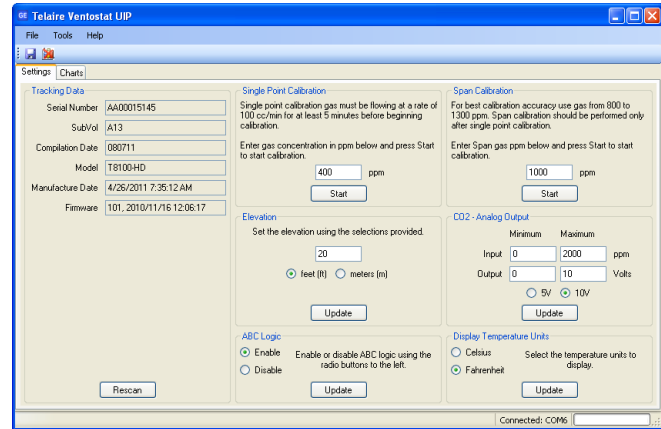 GE Telaire Ventostat UIP
File Tools Help
Settings Charts
Tracking Data
Serial Number AA00015145
SubVol A13
Compilation Date 080711
Model T8100-HD
Manufacture Date 4/26/2011 7:35:12 AM
Firmware 101, 2010/11/16 12:06:17
Rescan
Single Point Calibration
Single point calibration gas must be flowing at a rate of
100 cc/min for at least 5 minutes before beginning
calibration.
Enter gas concentration in ppm below and press Start
to start calibration.
400 ppm
Start
Span Calibration
For best calibration accuracy use gas from 800 to
1300 ppm. Span calibration should be performed only
after single point calibration.
Enter Span gas ppm below and press Start to start
calibration.
1000 ppm
Start
Elevation
Set the elevation using the selections provided.
20
feet (ft) meters (m)
Update
CO2 - Analog Output
Minimum Maximum
Input 0 2000 ppm
Output 0 10 Volts
5V 10V
Update
ABC Logic
Enable
Disable
Enable or disable ABC logic using the
radio buttons to the left.
Update
Display Temperature Units
Celsius
Fahrenheit
Select the temperature units to
display.
Update
Connected: COM6